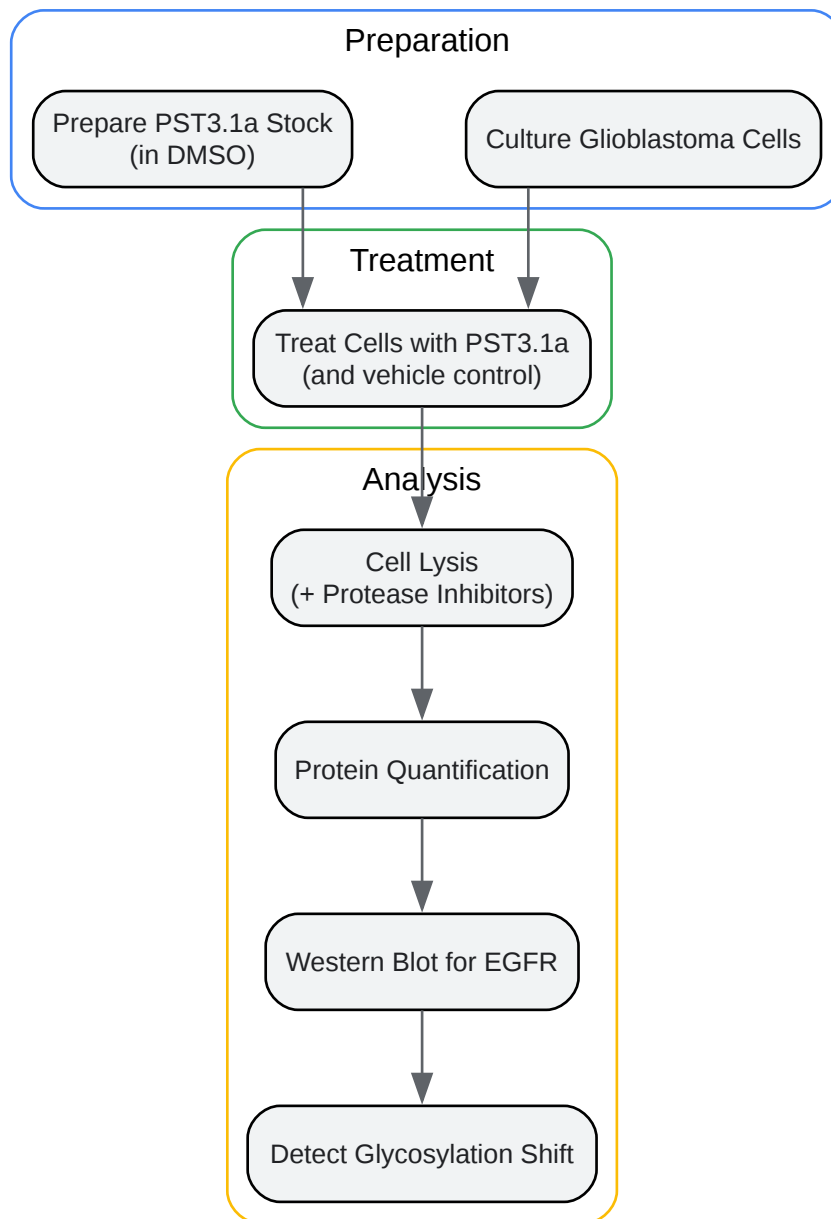 Preparation
Prepare PST3.1a Stock
(in DMSO)
Culture Glioblastoma Cells
Treatment
Treat Cells with PST3.1a
(and vehicle control)
Analysis
Cell Lysis
(+ Protease Inhibitors)
Protein Quantification
Western Blot for EGFR
Detect Glycosylation Shift